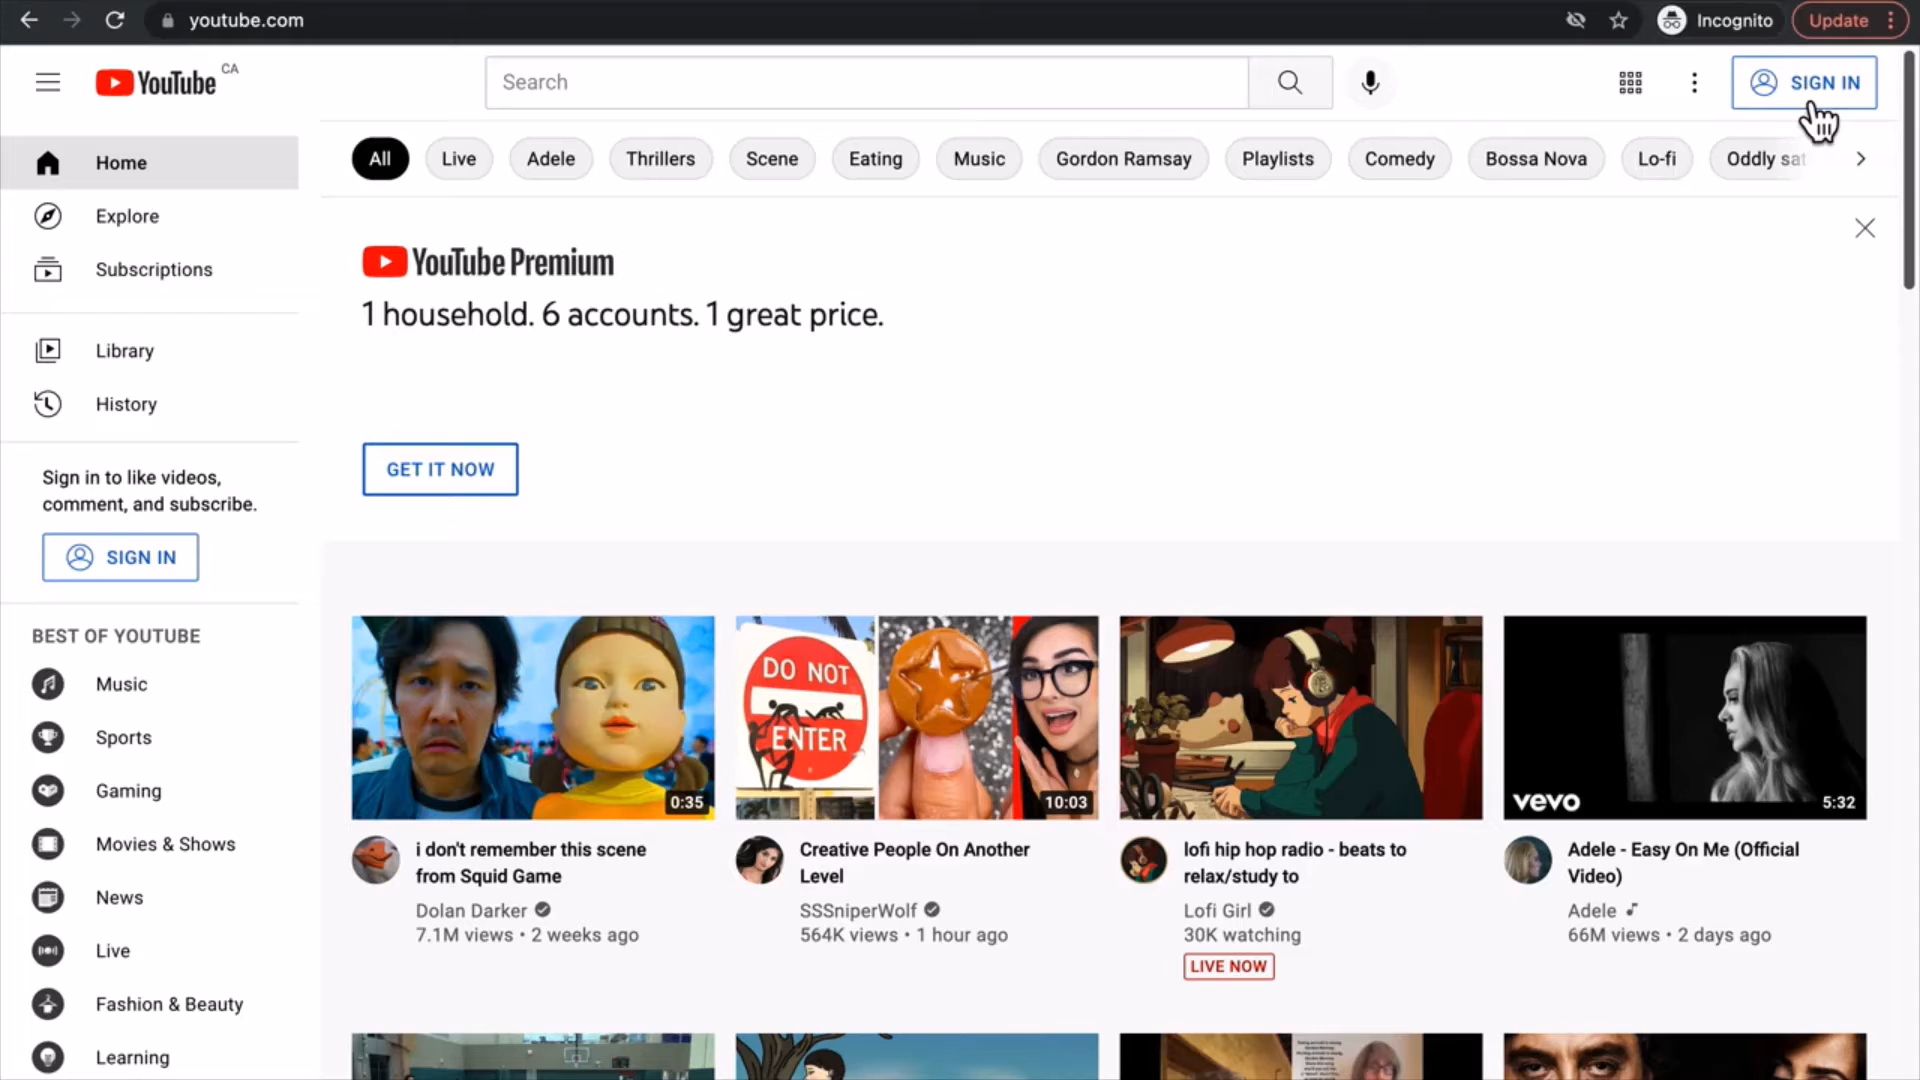 youtube.com
Incognito
Update
YouTube CA
Search
SIGN IN
Home
Explore
Subscriptions
Library
History
Sign in to like videos,
comment, and subscribe.
SIGN IN
BEST OF YOUTUBE
Music
Sports
Gaming
Movies & Shows
News
Live
Fashion & Beauty
Learning
All Live Adele Thrillers Scene Eating Music Gordon Ramsay Playlists Comedy Bossa Nova Lo-fi Oddly sat
YouTube Premium
1 household. 6 accounts. 1 great price.
GET IT NOW
0:35
i don't remember this scene
from Squid Game
Dolan Darker
7.1M views • 2 weeks ago
DO NOT
ENTER
10:03
Creative People On Another
Level
SSSniperWolf
564K views • 1 hour ago
lofi hip hop radio - beats to
relax/study to
Lofi Girl
30K watching
LIVE NOW
vevo
5:32
Adele - Easy On Me (Official
Video)
Adele
66M views • 2 days ago